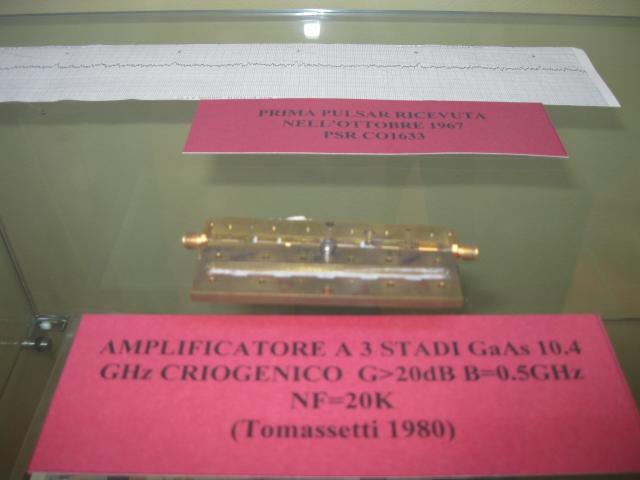 PRIMA PULSAR RICEVUTA
NELL'OTTOBRE 1967
PSR CO1633
AMPLIFICATORE A 3 STADI GaAs 10.4
GHz CRIOGENICO G>20dB B=0.5GHz
NF=20K
(Tomassetti 1980)